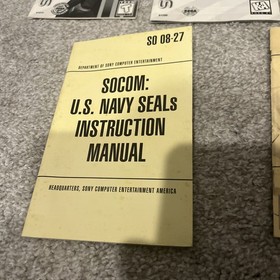 SO 08-27
DEPARTMENT OF SONY COMPUTER ENTERTAINMENT
SOCOM:
U.S. NAVY SEALs
INSTRUCTION
MANUAL
HEADQUARTERS, SONY COMPUTER ENTERTAINMENT AMERICA